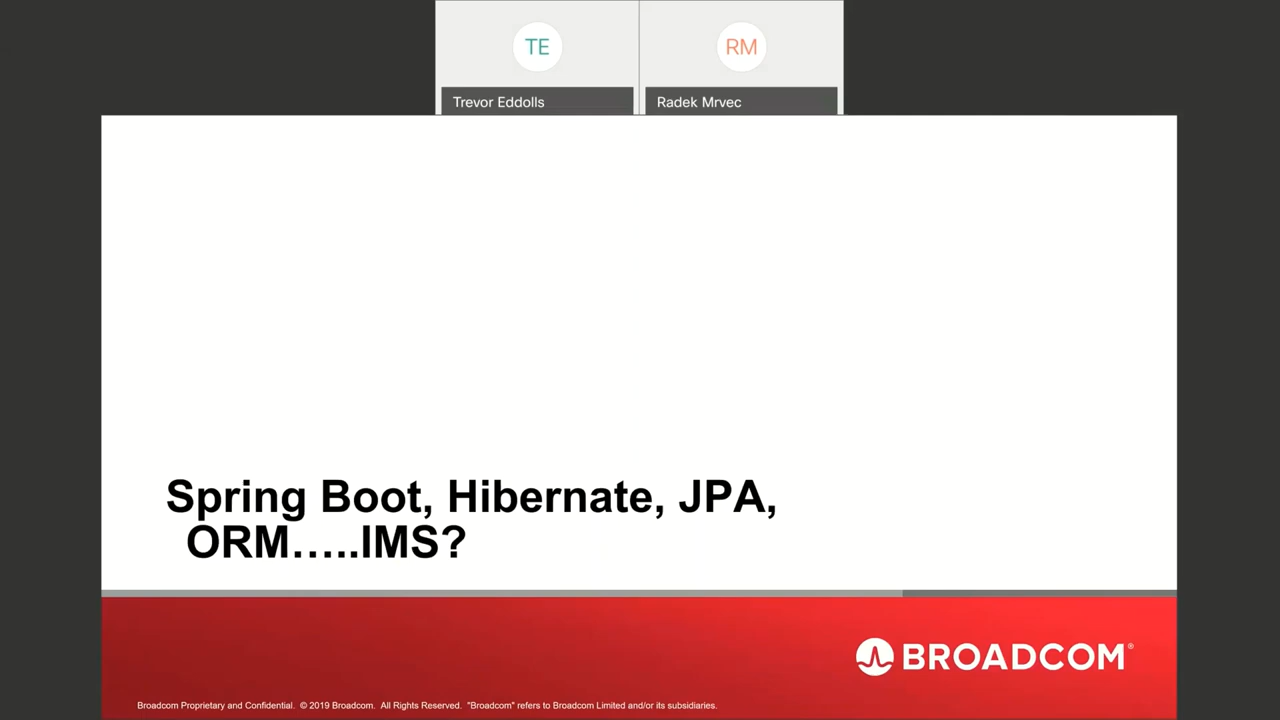 TE
RM
Trevor Eddolls
Radek Mrvec
Spring Boot, Hibernate, JPA,
ORM.....IMS?
BROADCOM®
Broadcom Proprietary and Confidential. © 2019 Broadcom. All Rights Reserved. "Broadcom" refers to Broadcom Limited and/or its subsidiaries.